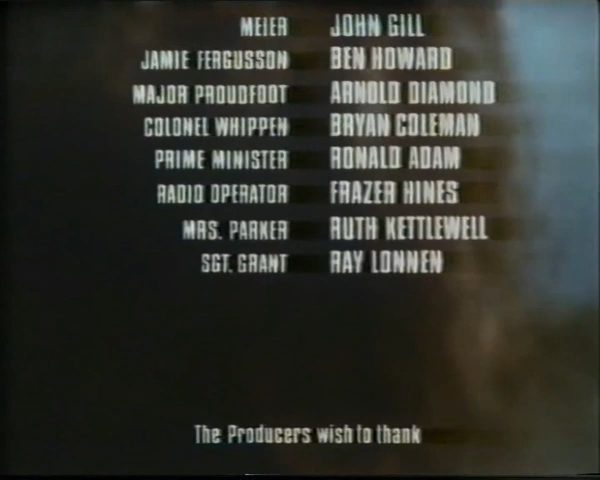 MEIER JOHN GILL
JAMIE FERGUSSON BEN HOWARD
MAJOR PROUDFOOT ARNOLD DIAMOND
COLONEL WHIPPEN BRYAN COLEMAN
PRIME MINISTER RONALD ADAM
RADIO OPERATOR FRAZER HINES
MRS. PARKER RUTH KETTLEWELL
SGT. GRANT RAY LONNEN
The Producers wish to thank